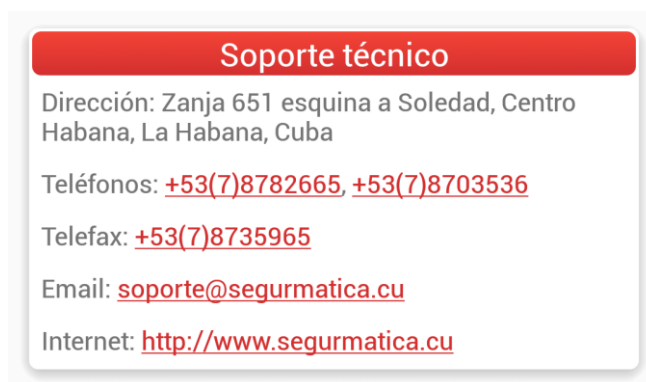 Soporte técnico
Dirección: Zanja 651 esquina a Soledad, Centro
Habana, La Habana, Cuba
Teléfonos: +53(7)8782665, +53(7)8703536
Telefax: +53(7)8735965
Email: soporte@segurmatica.cu
Internet: http://www.segurmatica.cu